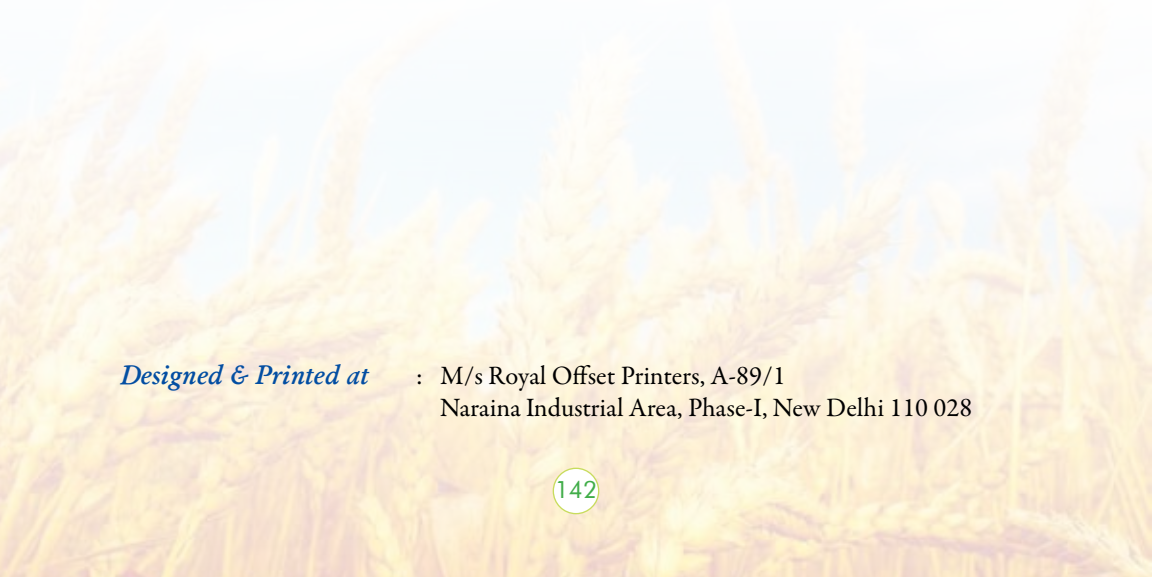 Designed & Printed at : M/s Royal Offset Printers, A-89/1
Naraina Industrial Area, Phase-I, New Delhi 110 028
142